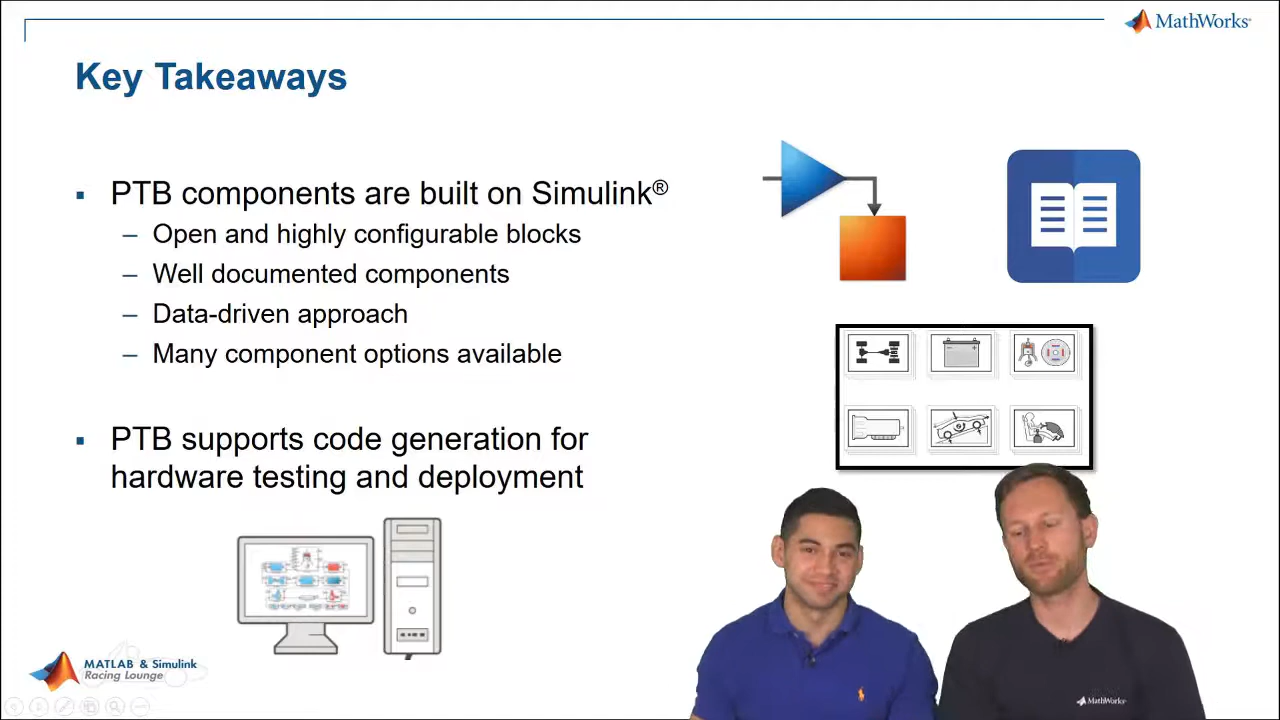 MathWorks®
Key Takeaways
▪ PTB components are built on Simulink®
– Open and highly configurable blocks
– Well documented components
– Data-driven approach
– Many component options available
▪ PTB supports code generation for
hardware testing and deployment
MATLAB & Simulink
Racing Lounge
MathWorks